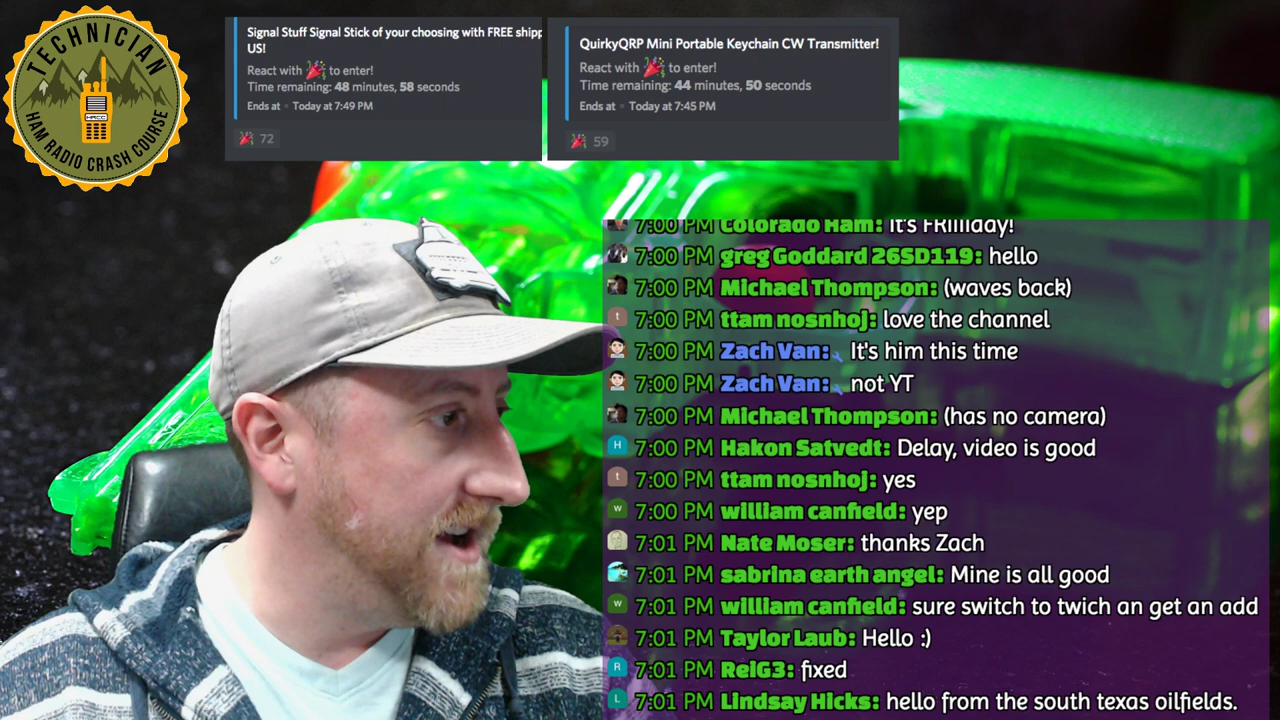 TECHNICIAN
HRCC
HAM RADIO CRASH COURSE
Signal Stuff Signal Stick of your choosing with FREE shipp
US!
React with 🎉 to enter!
Time remaining: 48 minutes, 58 seconds
Ends at • Today at 7:49 PM
🎉 72
QuirkyQRP Mini Portable Keychain CW Transmitter!
React with 🎉 to enter!
Time remaining: 44 minutes, 50 seconds
Ends at • Today at 7:45 PM
🎉 59
7:00 PM Colorado Ham: It's FRIIIIday!
7:00 PM greg Goddard 26SD119: hello
7:00 PM Michael Thompson: (waves back)
t 7:00 PM ttam nosnhoj: love the channel
7:00 PM Zach Van: It's him this time
7:00 PM Zach Van: not YT
7:00 PM Michael Thompson: (has no camera)
H 7:00 PM Hakon Satvedt: Delay, video is good
t 7:00 PM ttam nosnhoj: yes
w 7:00 PM william canfield: yep
7:01 PM Nate Moser: thanks Zach
7:01 PM sabrina earth angel: Mine is all good
w 7:01 PM william canfield: sure switch to twich an get an add
7:01 PM Taylor Laub: Hello :)
R 7:01 PM ReiG3: fixed
L 7:01 PM Lindsay Hicks: hello from the south texas oilfields.